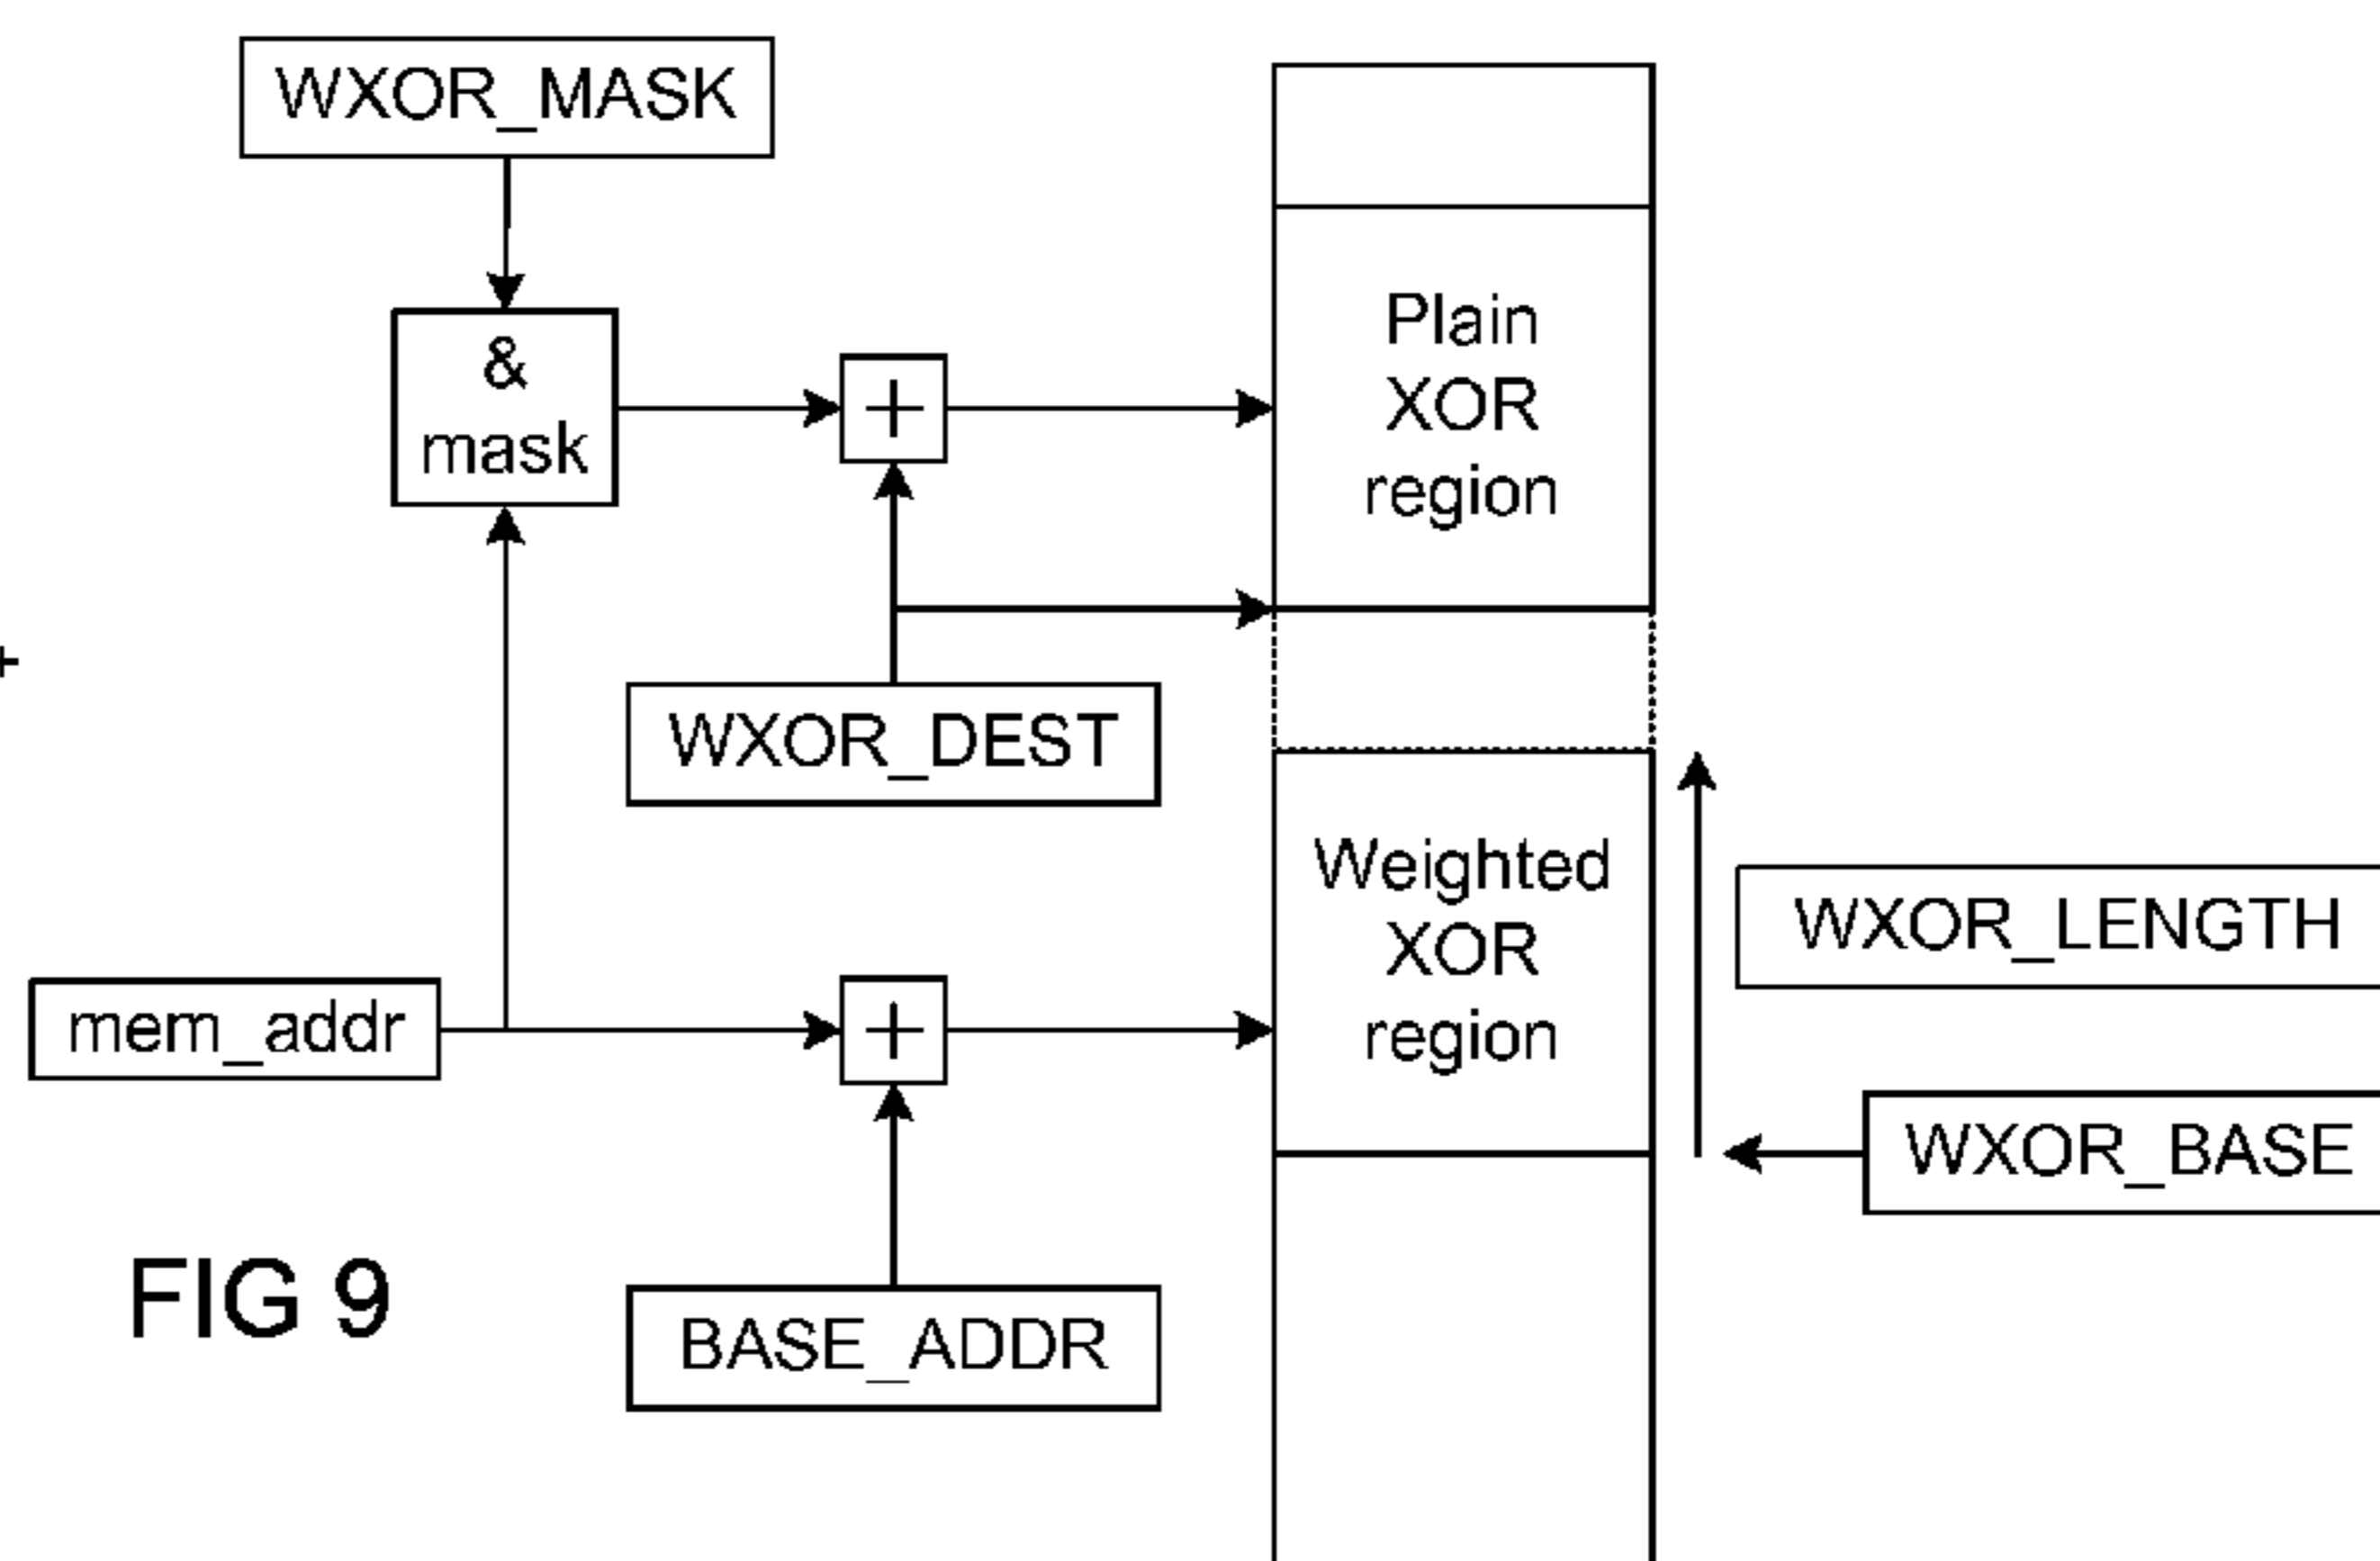 WXOR_MASK
&
mask
+
Plain
XOR
region
+
WXOR_DEST
Weighted
XOR
region
WXOR_LENGTH
mem_addr
+
WXOR_BASE
BASE_ADDR
FIG 9